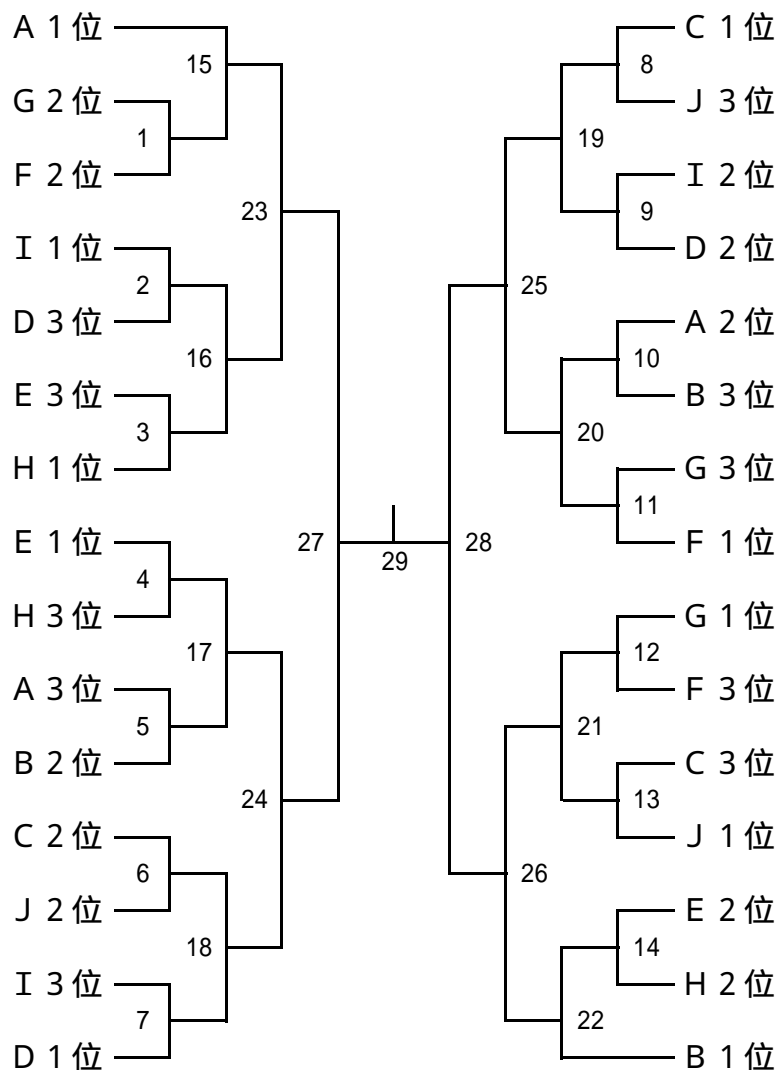 A 1位
15
G 2位
1
F 2位
23
I 1位
2
D 3位
16
E 3位
3
H 1位
27
E 1位
4
H 3位
17
A 3位
5
B 2位
24
C 2位
6
J 2位
18
I 3位
7
D 1位
29
C 1位
8
J 3位
19
I 2位
9
D 2位
25
A 2位
10
B 3位
20
G 3位
11
F 1位
28
G 1位
12
F 3位
21
C 3位
13
J 1位
26
E 2位
14
H 2位
22
B 1位